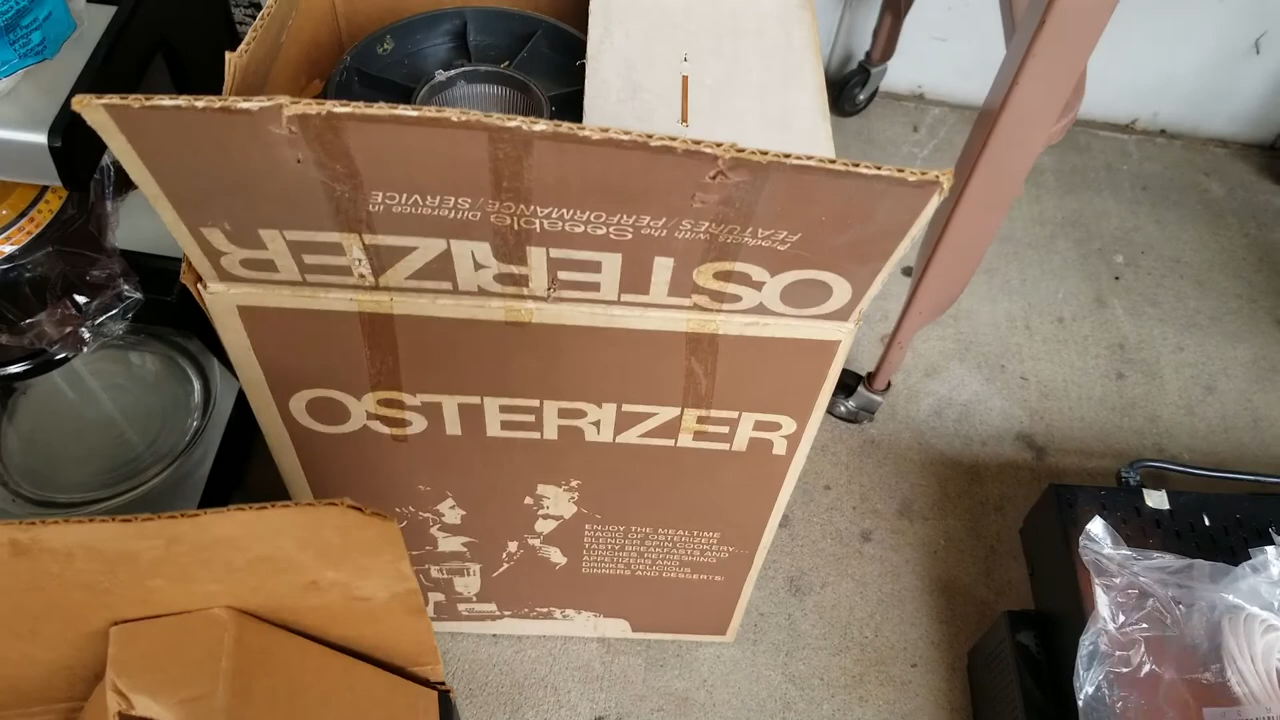 Products with the Seeable Difference in
FEATURES/PERFORMANCE/SERVICE
OSTERIZER
OSTERIZER
ENJOY THE MEALTIME
MAGIC OF OSTERIZER
BLENDER SPIN COOKERY...
TASTY BREAKFASTS AND
LUNCHES, REFRESHING
APPETIZERS AND
DRINKS, DELICIOUS
DINNERS AND DESSERTS!